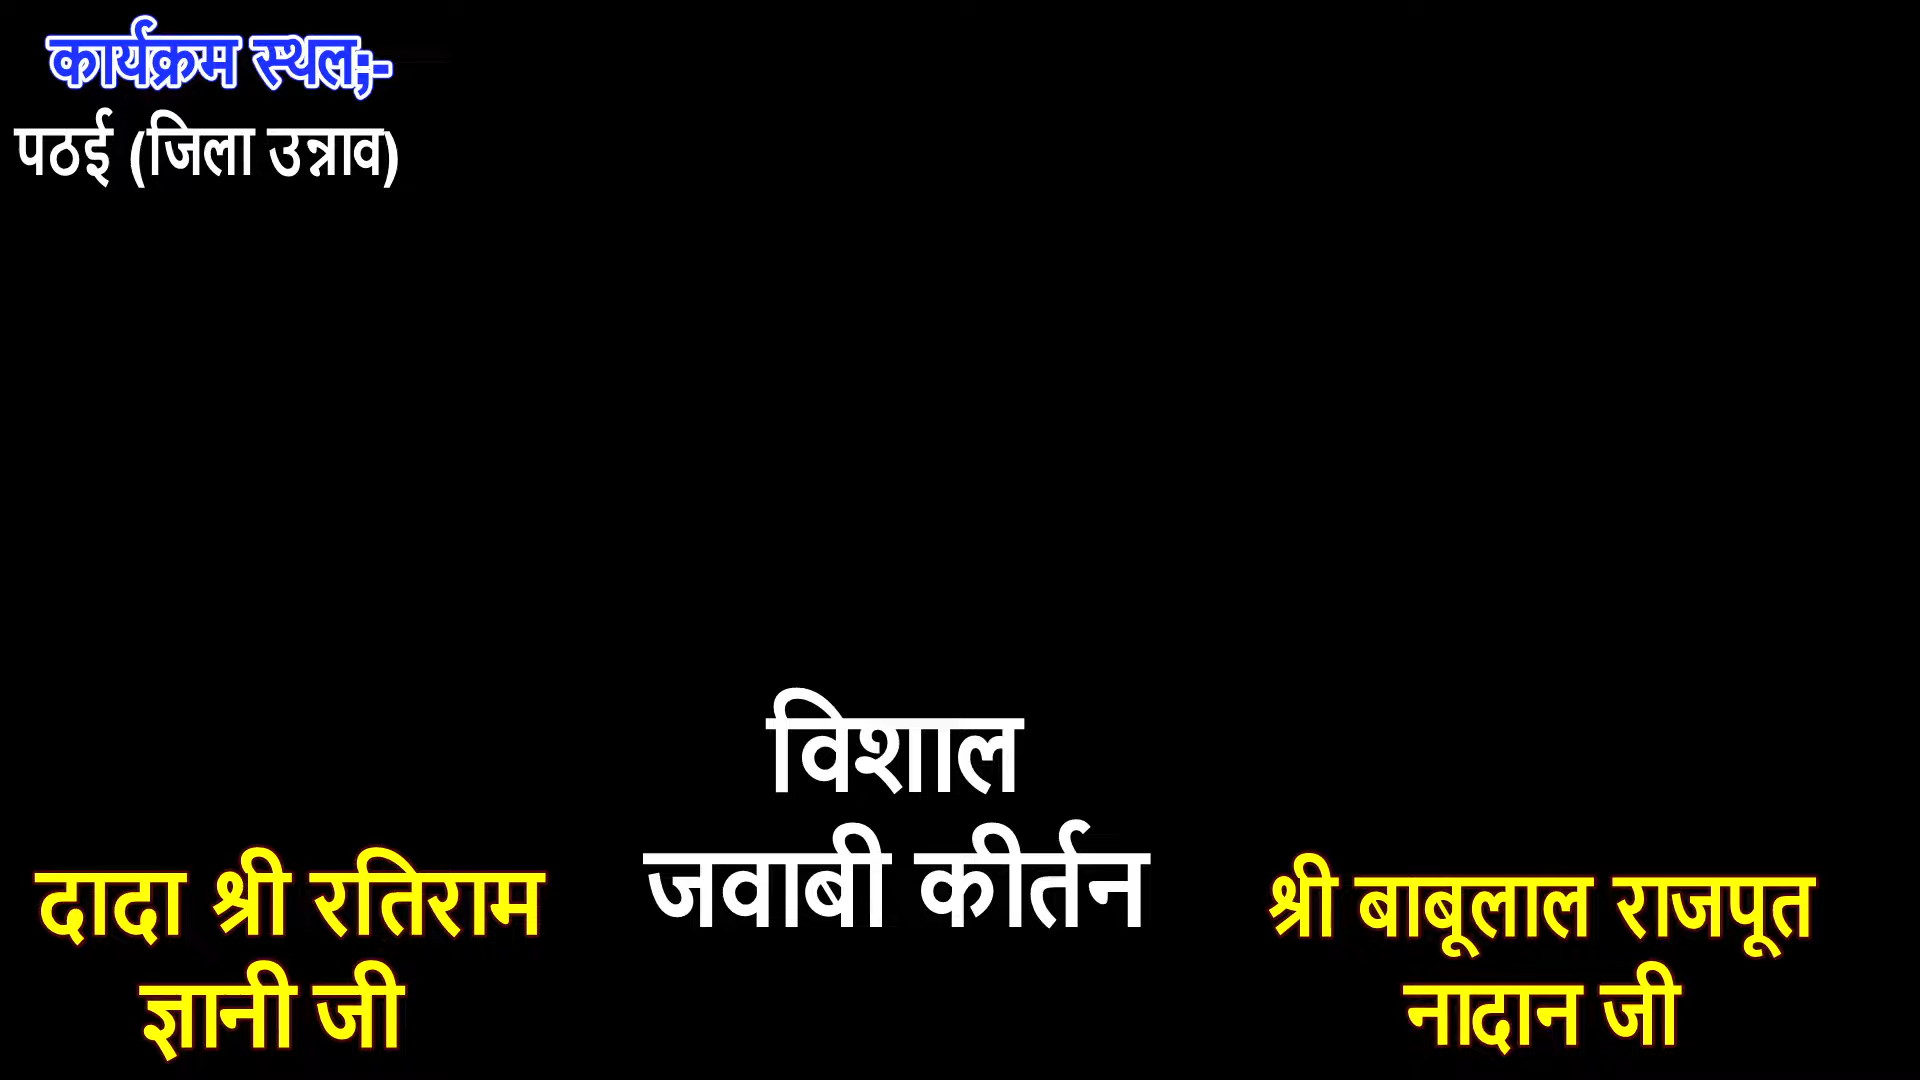 कार्यक्रम स्थल;-
पठई (जिला उन्नाव)
विशाल
जवाबी कीर्तन
दादा श्री रतिराम
ज्ञानी जी
श्री बाबूलाल राजपूत
नादान जी